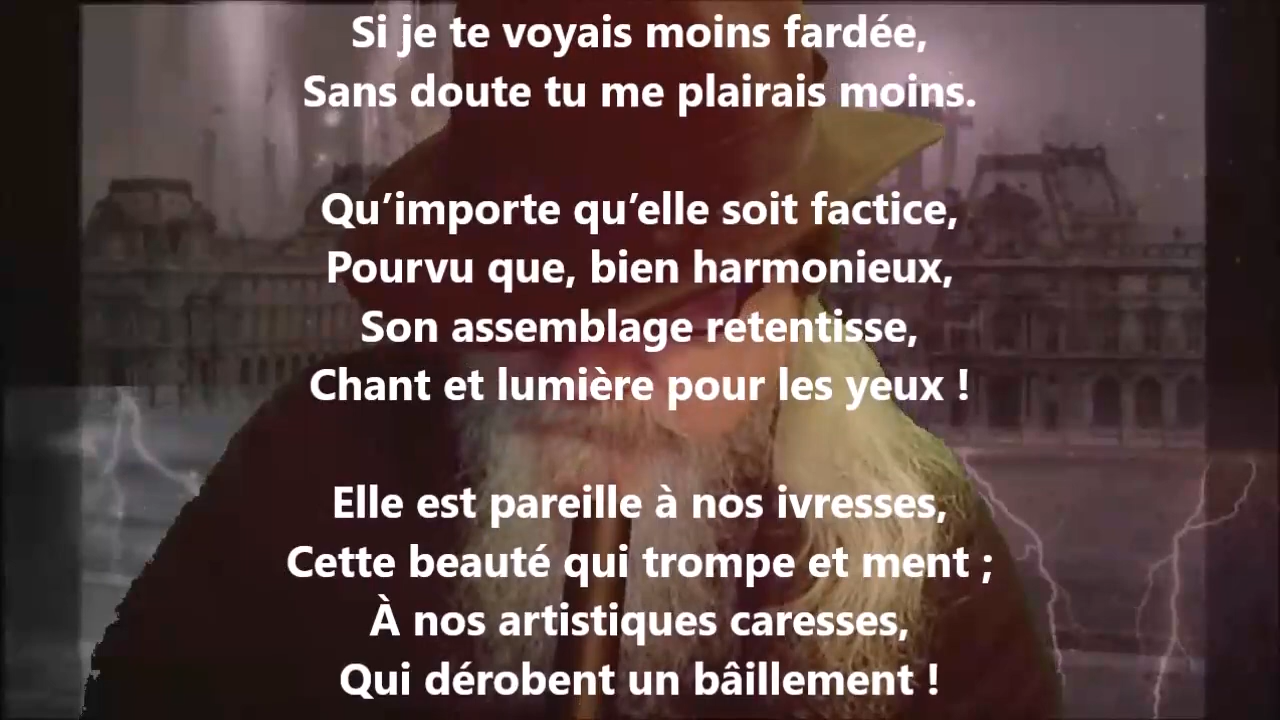 Si je te voyais moins fardée,
Sans doute tu me plairais moins.
Qu’importe qu’elle soit factice,
Pourvu que, bien harmonieux,
Son assemblage retentisse,
Chant et lumière pour les yeux !
Elle est pareille à nos ivresses,
Cette beauté qui trompe et ment ;
À nos artistiques caresses,
Qui dérobent un bâillement !